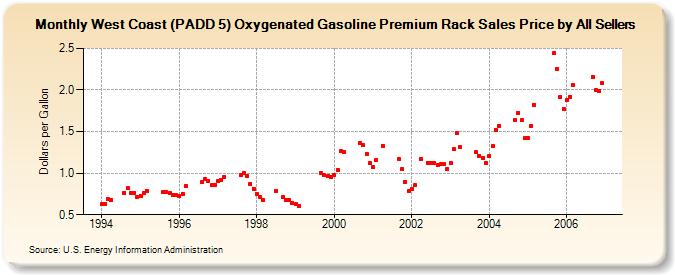 Monthly West Coast (PADD 5) Oxygenated Gasoline Premium Rack Sales Price by All Sellers
Dollars per Gallon
2.5
2.0
1.5
1.0
0.5
1994 1996 1998 2000 2002 2004 2006
Source: U.S. Energy Information Administration